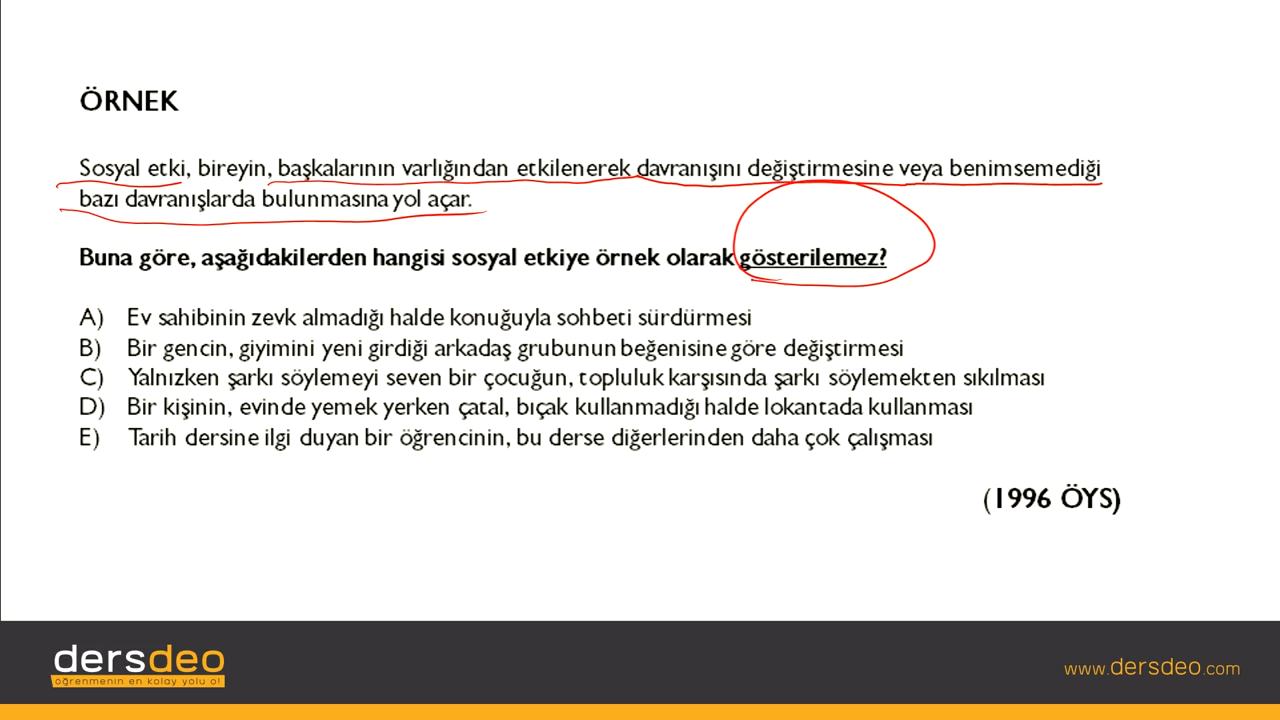 ÖRNEK
Sosyal etki, bireyin, başkalarının varlığından etkilenerek davranışını değiştirmesine veya benimsemediği
bazı davranışlarda bulunmasına yol açar.
Buna göre, aşağıdakilerden hangisi sosyal etkiye örnek olarak gösterilemez?
A) Ev sahibinin zevk almadığı halde konuğuyla sohbeti sürdürmesi
B) Bir gencin, giyimini yeni girdiği arkadaş grubunun beğenisine göre değiştirmesi
C) Yalnızken şarkı söylemeyi seven bir çocuğun, topluluk karşısında şarkı söylemekten sıkılması
D) Bir kişinin, evinde yemek yerken çatal, bıçak kullanmadığı halde lokantada kullanması
E) Tarih dersine ilgi duyan bir öğrencinin, bu derse diğerlerinden daha çok çalışması
(1996 ÖYS)
dersdeo
öğrenmenin en kolay yolu o!
www.dersdeo.com